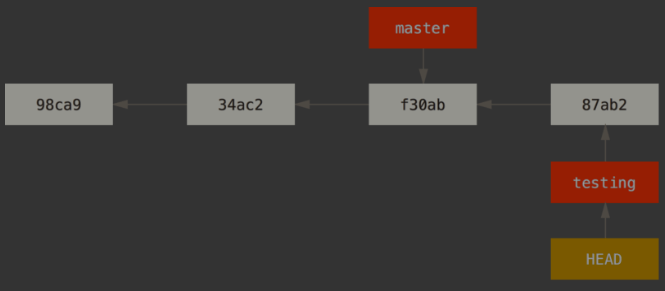 master
98ca9
34ac2
f30ab
87ab2
testing
HEAD